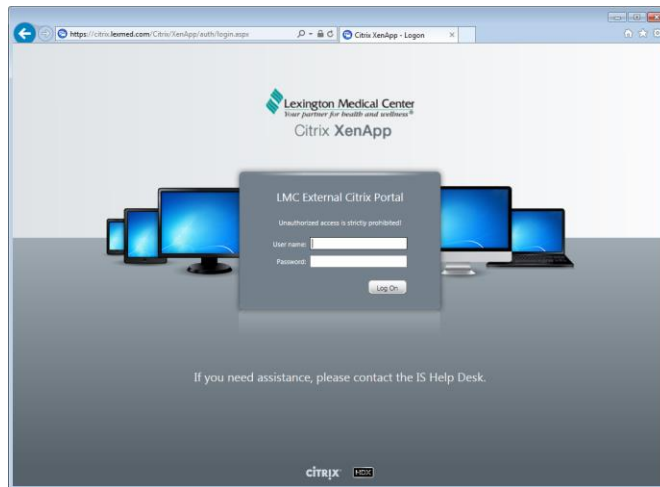 https://citrix.lexmed.com/Citrix/XenApp/auth/login.aspx
Citrix XenApp - Logon
Lexington Medical Center
Your partner for health and wellness®
Citrix XenApp
LMC External Citrix Portal
Unauthorized access is strictly prohibited!
User name:
Password:
Log On
If you need assistance, please contact the IS Help Desk.
CİTRIX HDX